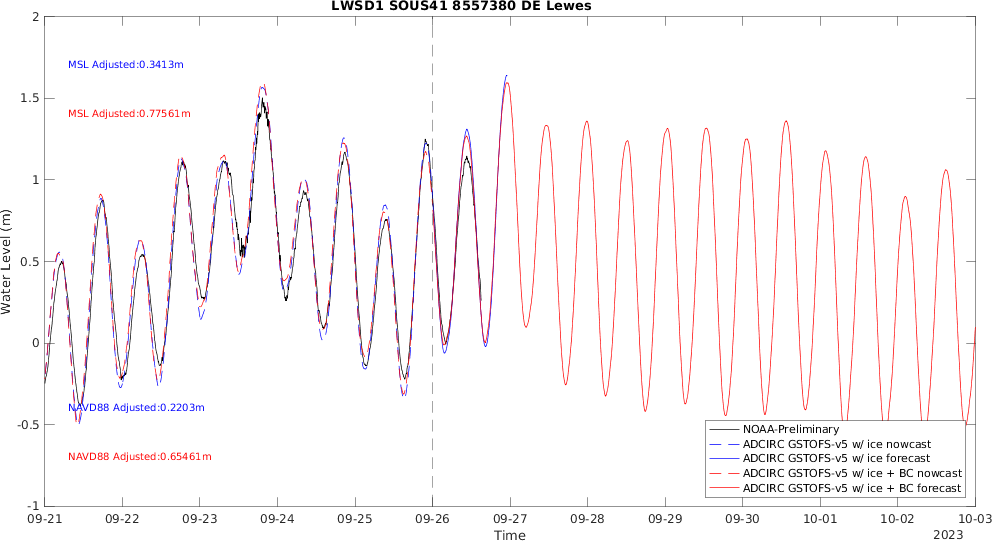 LWSD1 SOUS41 8557380 DE Lewes
MSL Adjusted:0.3413m
MSL Adjusted:0.77561m
NAVD88 Adjusted:0.2203m
NAVD88 Adjusted:0.65461m
Water Level (m)
2
1.5
1
0.5
0
-0.5
-1
NOAA-Preliminary
ADCIRC GSTOFS-v5 w/ ice nowcast
ADCIRC GSTOFS-v5 w/ ice forecast
ADCIRC GSTOFS-v5 w/ ice + BC nowcast
ADCIRC GSTOFS-v5 w/ ice + BC forecast
09-21 09-22 09-23 09-24 09-25 09-26 09-27 09-28 09-29 09-30 10-01 10-02 10-03
Time
2023